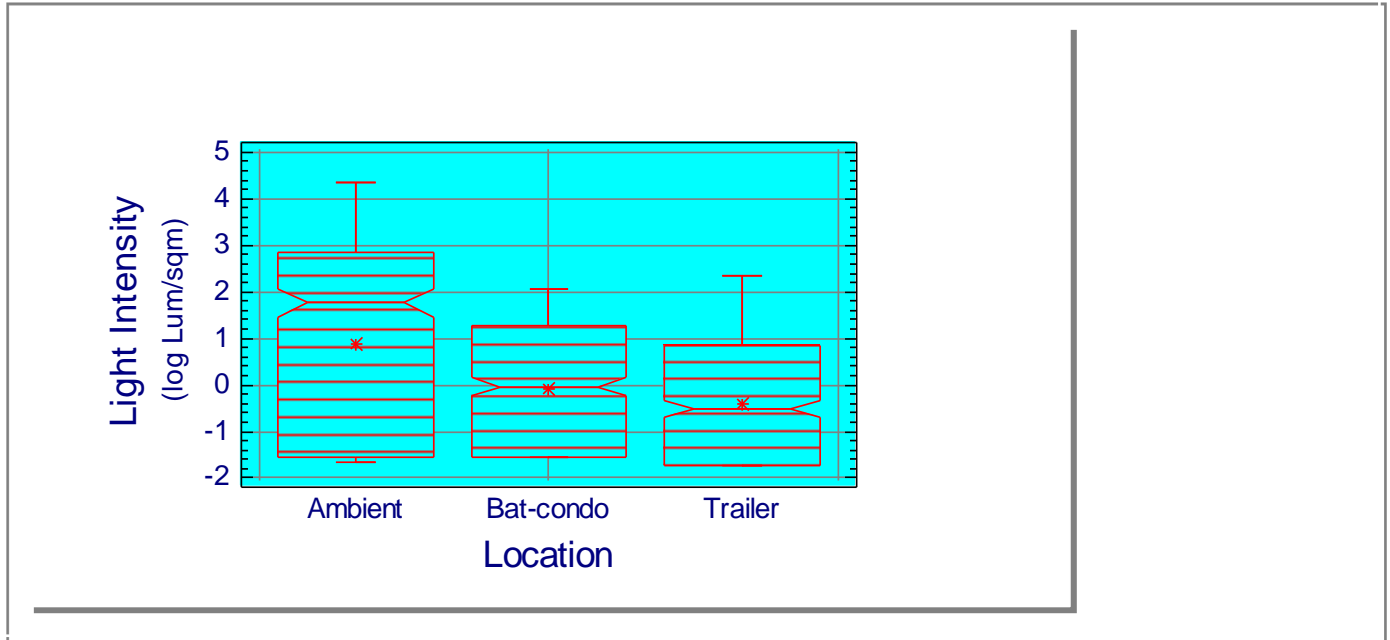 Light Intensity
(log Lum/sqm)
5
4
3
2
1
0
-1
-2
Ambient Bat-condo Trailer
Location